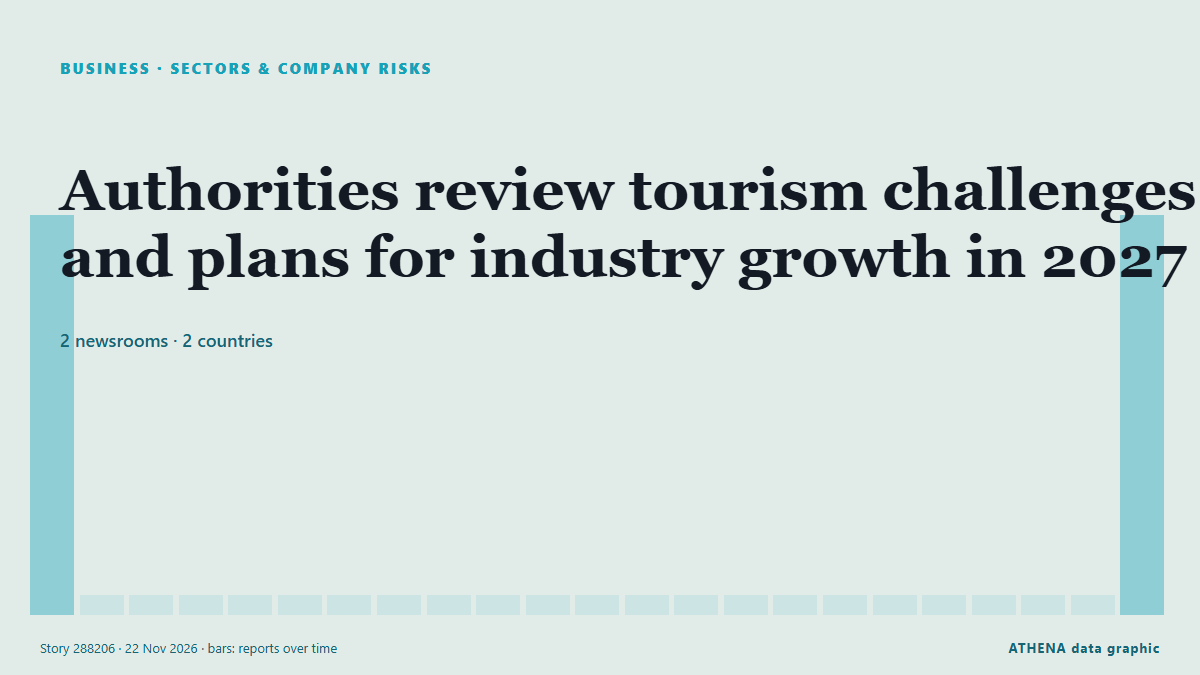 BUSINESS · SECTORS & COMPANY RISKS
Authorities review tourism challenges
and plans for industry growth in 2027
2 newsrooms · 2 countries
Story 288206 · 22 Nov 2026 · bars: reports over time
ATHENA data graphic